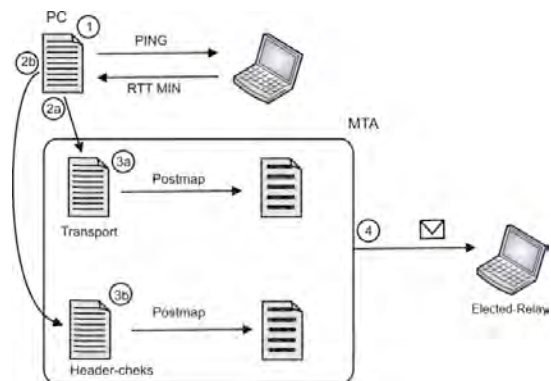 PC
1
PING
2b
RTT MIN
2a
MTA
3a
Postmap
4
Transport
Elected-Relay
3b
Postmap
Header-cheks